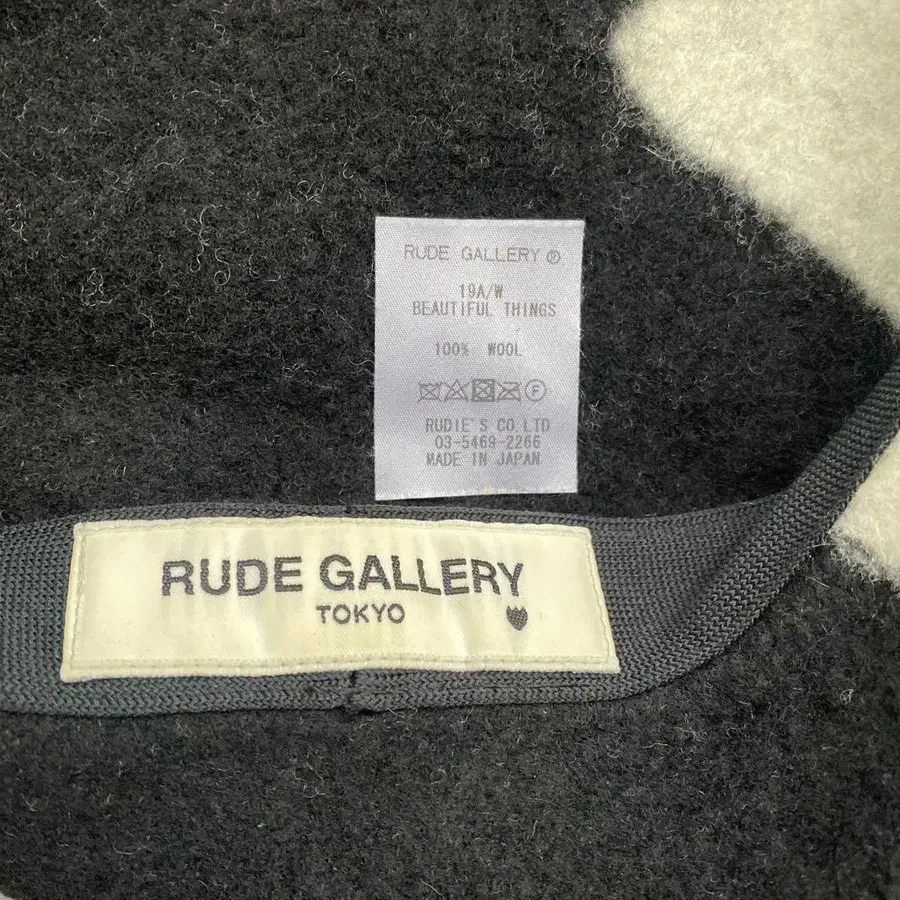 RUDE GALLERY ®
19A/W
BEAUTIFUL THINGS
100% WOOL
F
RUDIE'S CO.LTD
03-5469-2266
MADE IN JAPAN
RUDE GALLERY
TOKYO